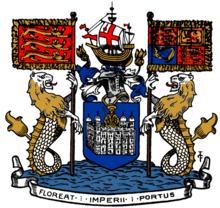 FLOREAT : IMPERII : PORTUS